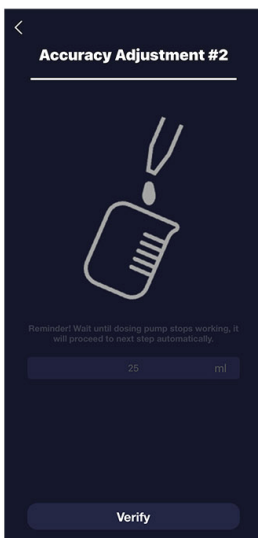 Accuracy Adjustment #2
Reminder! Wait until dosing pump stops working, it
will proceed to next step automatically.
25 ml
Verify